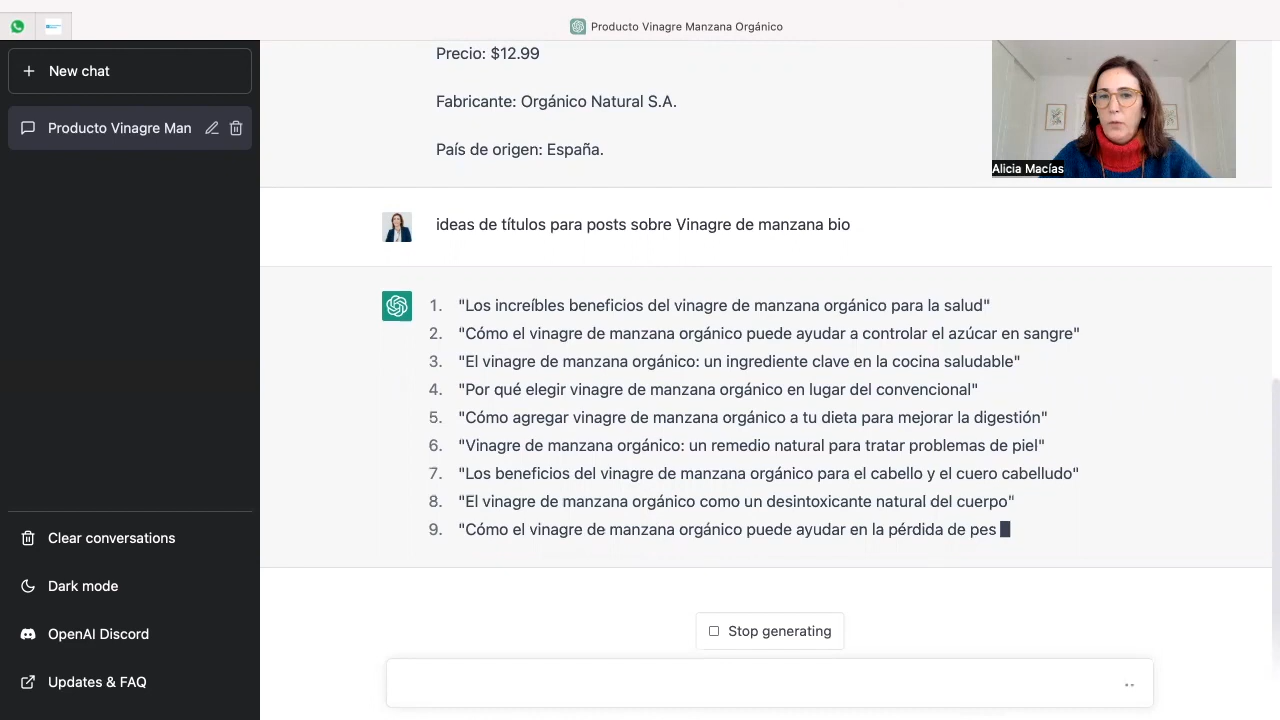 Producto Vinagre Manzana Orgánico
New chat
Producto Vinagre Man
Clear conversations
Dark mode
OpenAI Discord
Updates & FAQ
Precio: $12.99
Fabricante: Orgánico Natural S.A.
País de origen: España.
Alicia Macías
ideas de títulos para posts sobre Vinagre de manzana bio
1. "Los increíbles beneficios del vinagre de manzana orgánico para la salud"
2. "Cómo el vinagre de manzana orgánico puede ayudar a controlar el azúcar en sangre"
3. "El vinagre de manzana orgánico: un ingrediente clave en la cocina saludable"
4. "Por qué elegir vinagre de manzana orgánico en lugar del convencional"
5. "Cómo agregar vinagre de manzana orgánico a tu dieta para mejorar la digestión"
6. "Vinagre de manzana orgánico: un remedio natural para tratar problemas de piel"
7. "Los beneficios del vinagre de manzana orgánico para el cabello y el cuero cabelludo"
8. "El vinagre de manzana orgánico como un desintoxicante natural del cuerpo"
9. "Cómo el vinagre de manzana orgánico puede ayudar en la pérdida de pes
Stop generating